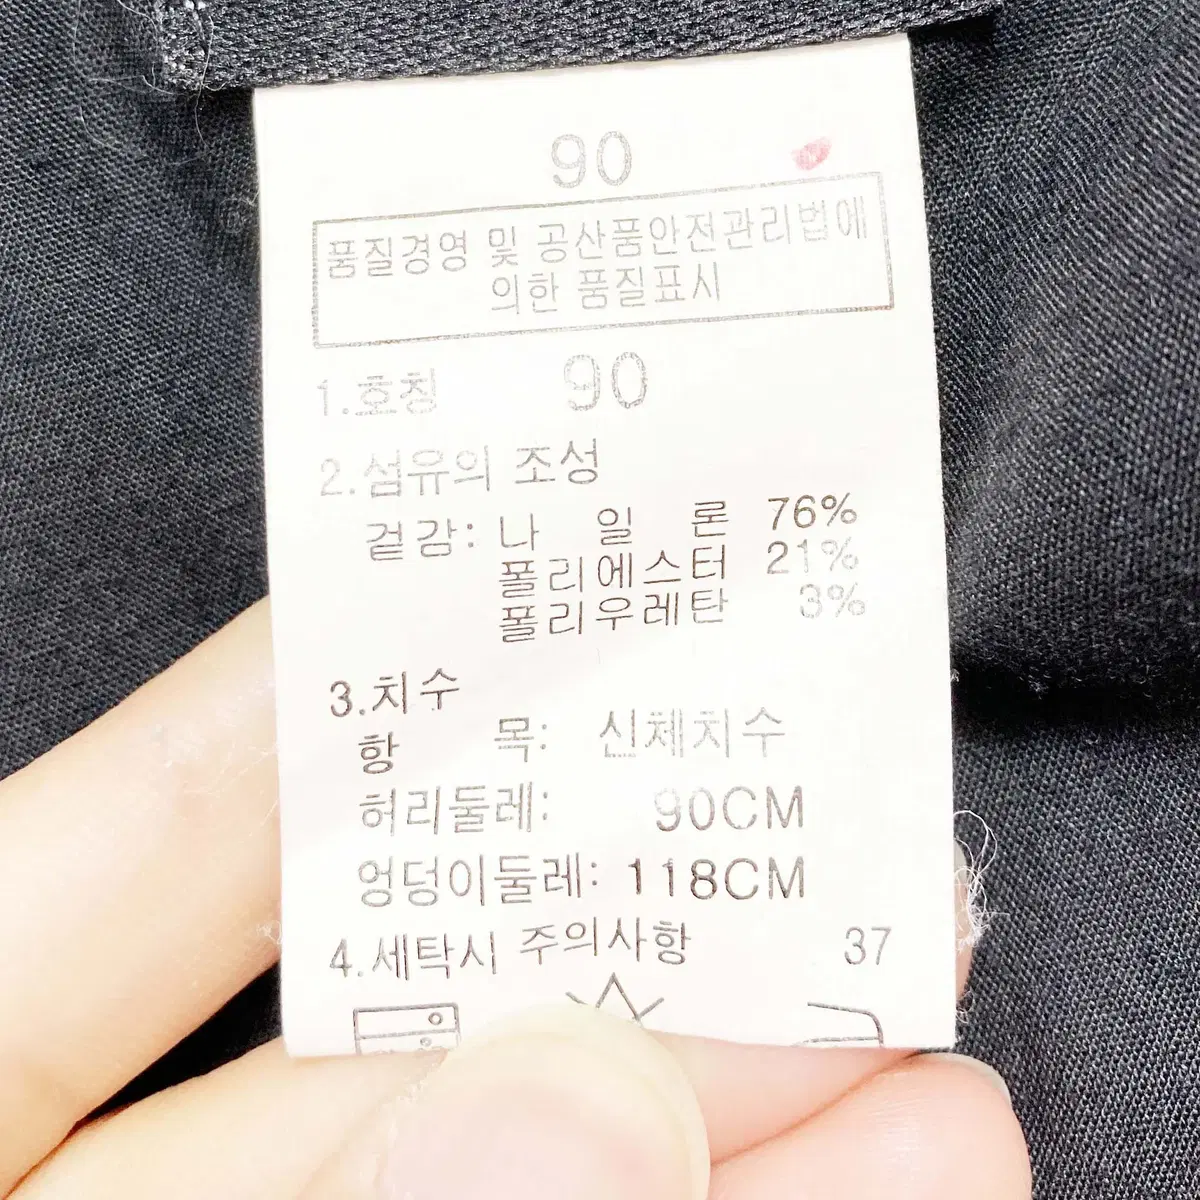 90
품질경영 및 공산품안전관리법에
의한 품질표시
1.호칭 90
2.섬유의 조성
겉감: 나 일 론 76%
폴리에스터 21%
폴리우레탄 3%
3.치수
항 목: 신체치수
허리둘레: 90CM
엉덩이둘레: 118CM
4.세탁시 주의사항 37